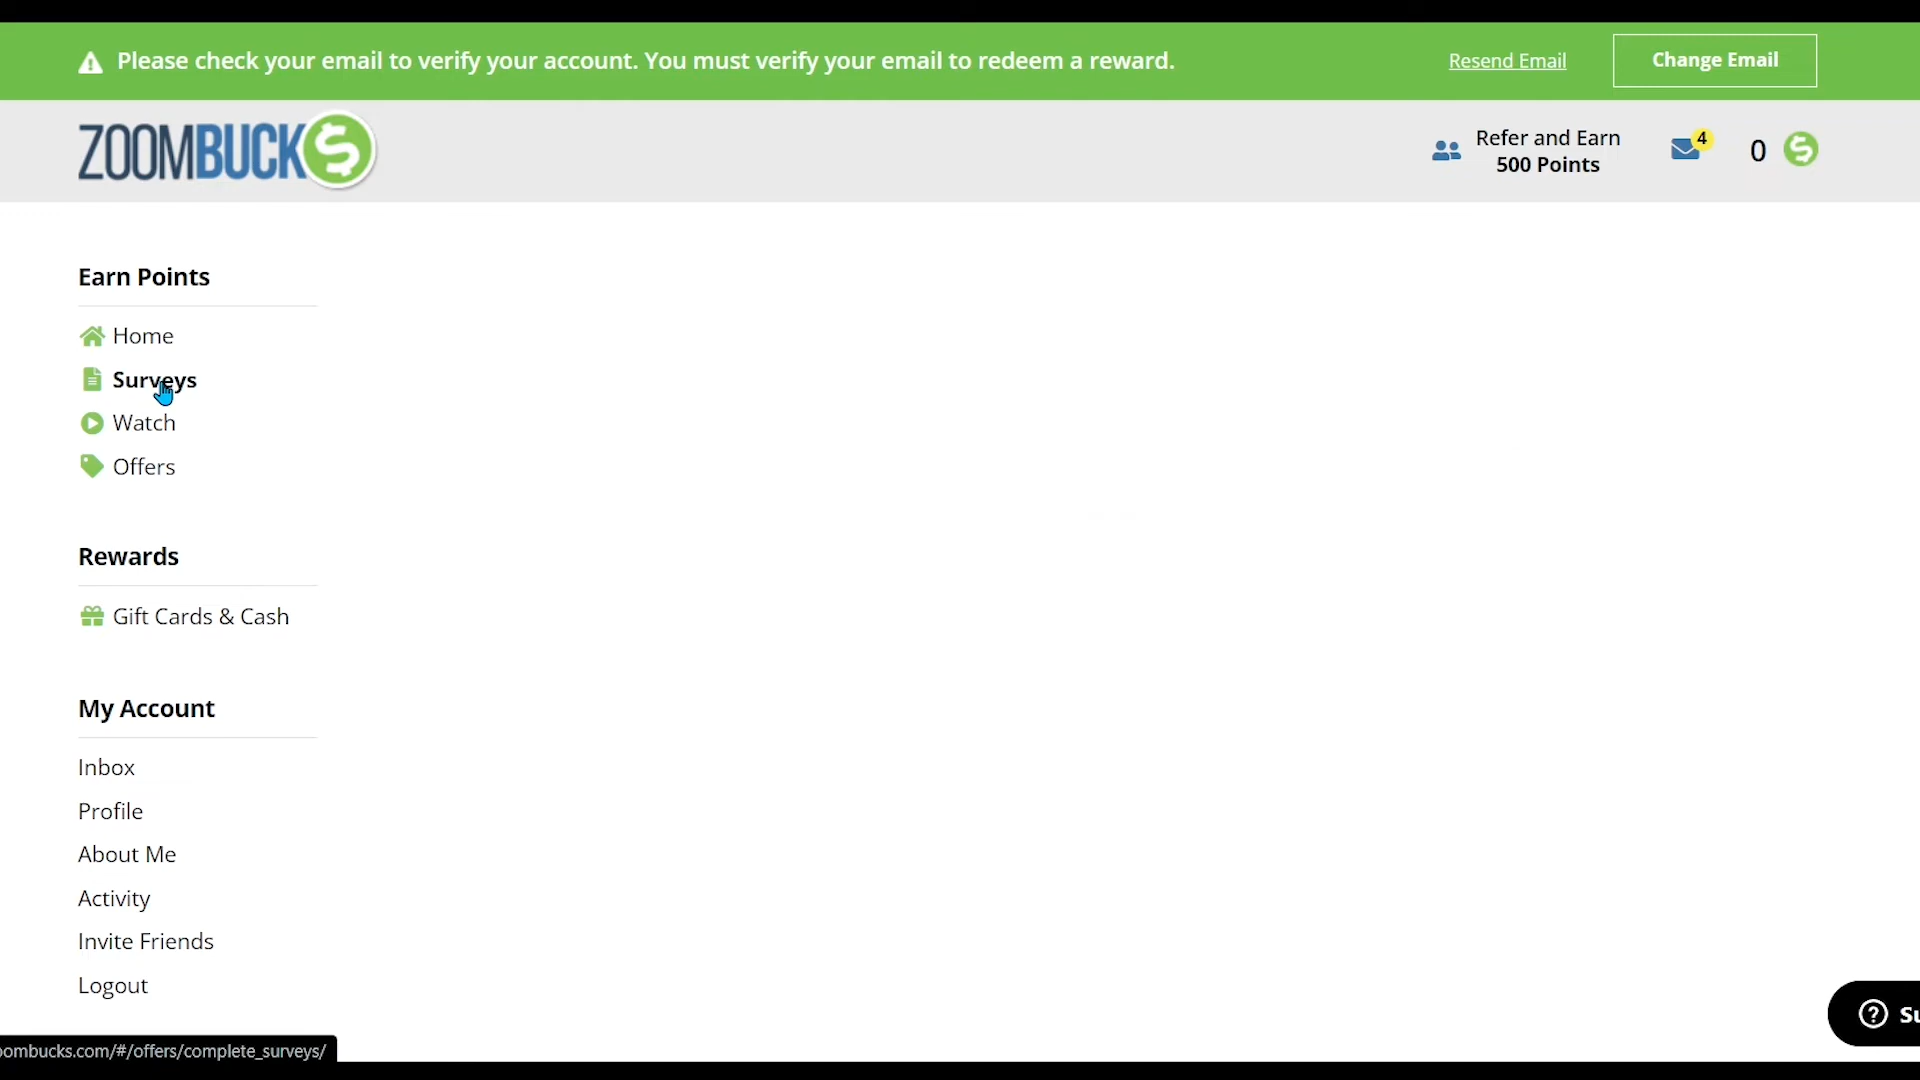 Please check your email to verify your account. You must verify your email to redeem a reward.
Resend Email
Change Email
ZOOMBUCK$
Refer and Earn
500 Points
4
0
Earn Points
Home
Surveys
Watch
Offers
Rewards
Gift Cards & Cash
My Account
Inbox
Profile
About Me
Activity
Invite Friends
Logout
oombucks.com/#/offers/complete_surveys/